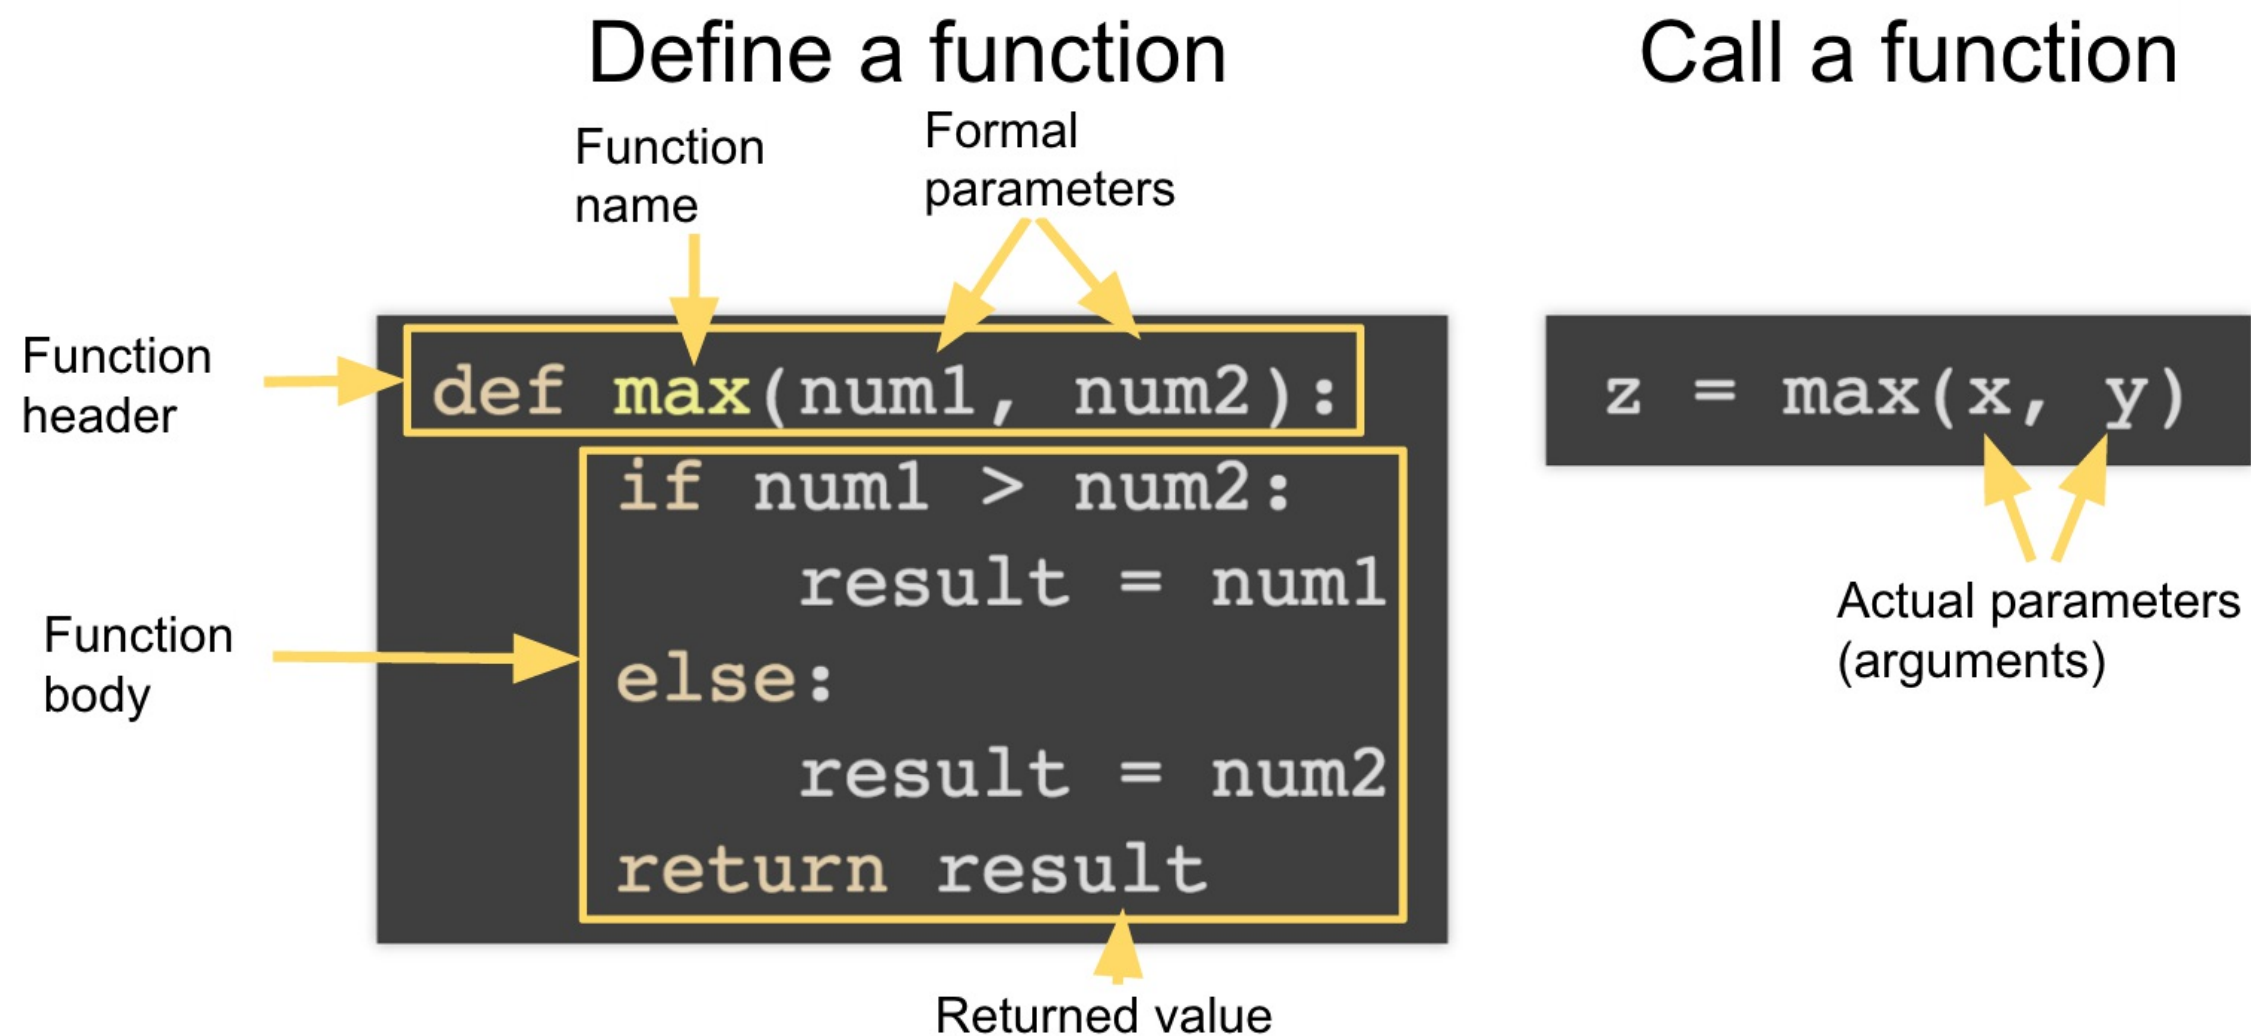 Define a function
Call a function
Function
name
Formal
parameters
Function
header
def max(num1, num2):
    if num1 > num2:
        result = num1
    else:
        result = num2
    return result
Function
body
Returned value
z = max(x, y)
Actual parameters
(arguments)